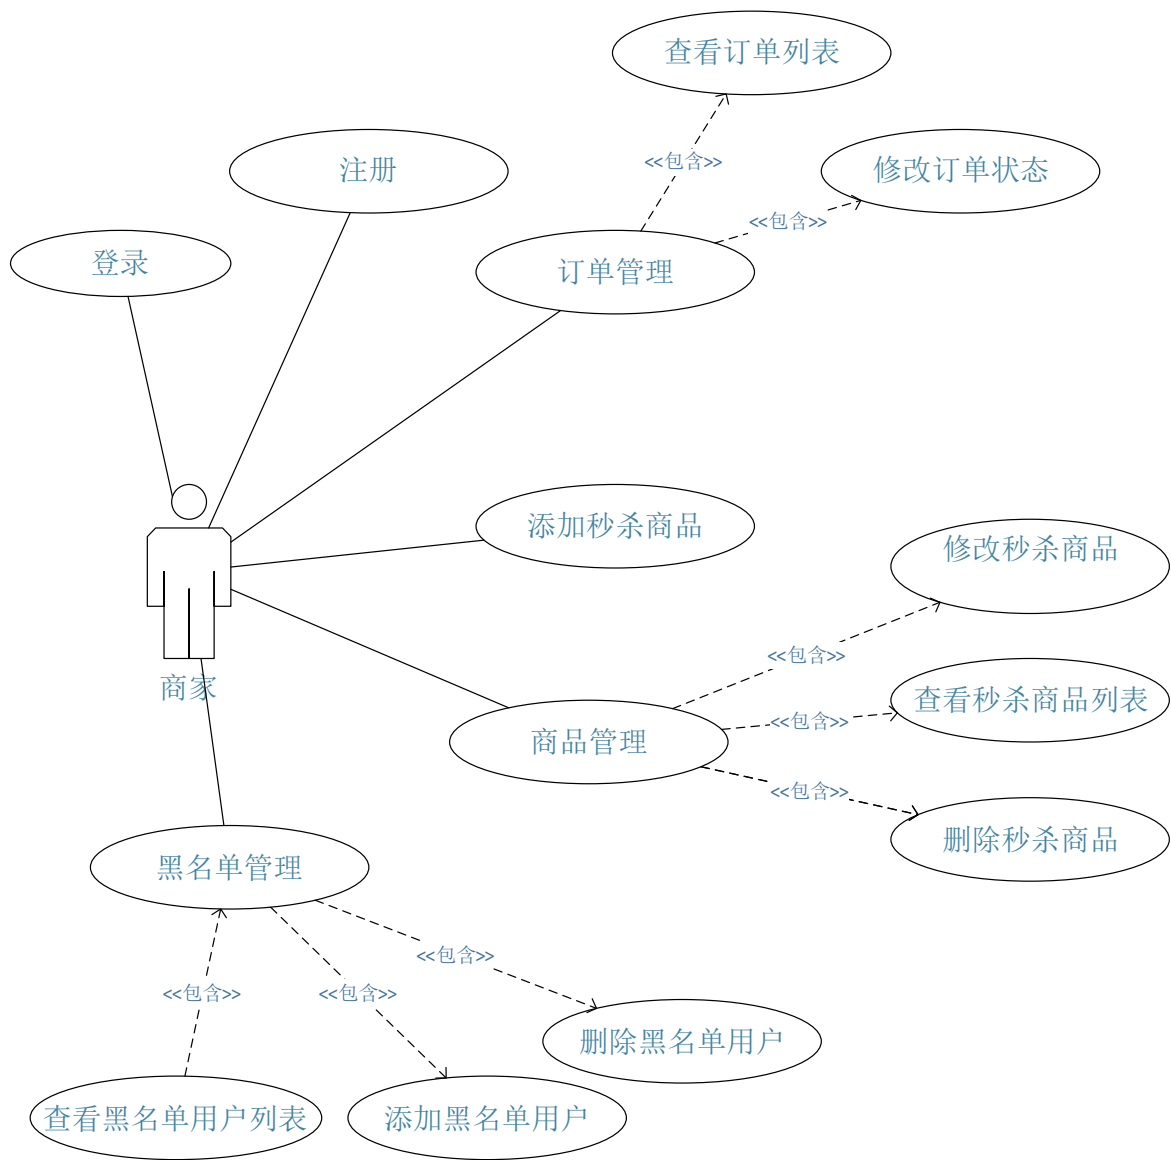 查看订单列表
<<包含>>
注册
修改订单状态
<<包含>>
登录
订单管理
添加秒杀商品
修改秒杀商品
<<包含>>
商家
查看秒杀商品列表
<<包含>>
商品管理
<<包含>>
删除秒杀商品
黑名单管理
<<包含>>
<<包含>>
<<包含>>
删除黑名单用户
查看黑名单用户列表
添加黑名单用户